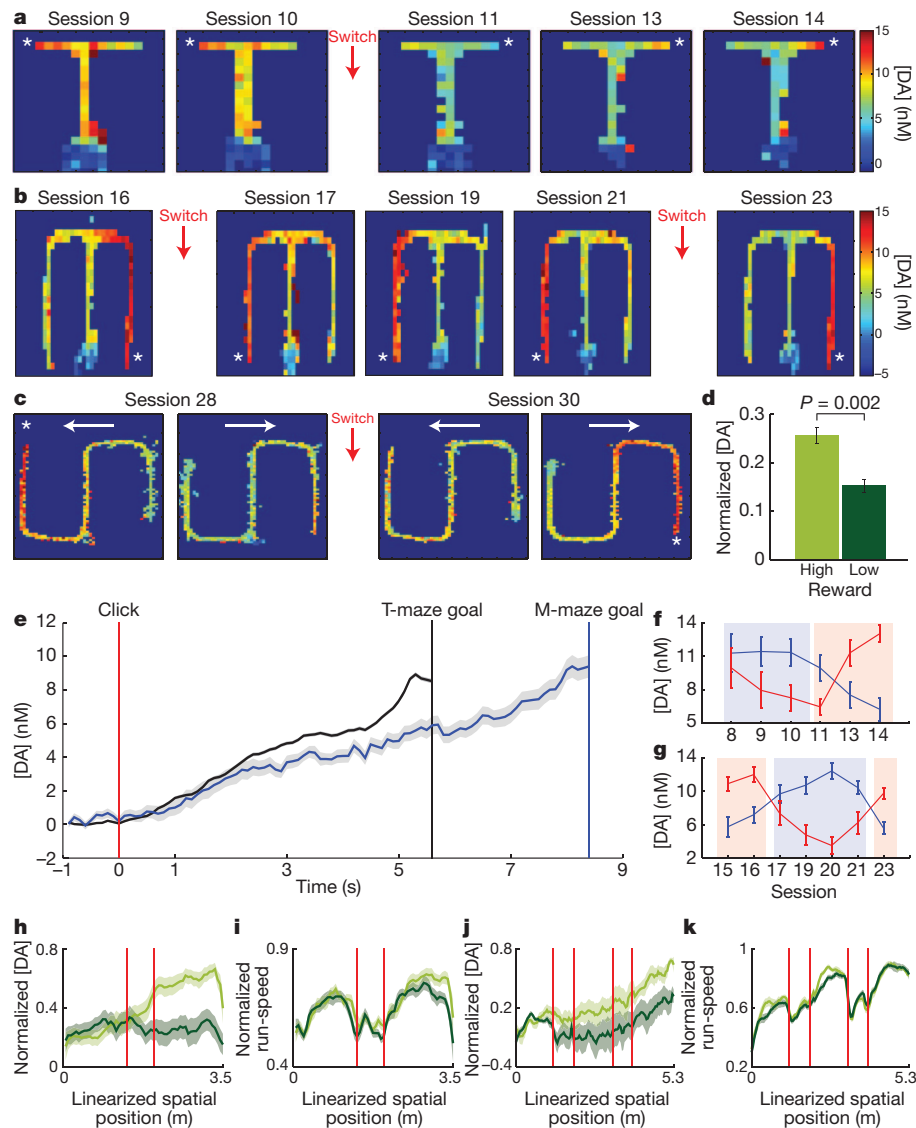 a Session 9 Session 10 Switch Session 11 Session 13 Session 14
* * * * *
15
10
5
0
[DA] (nM)
b Session 16 Switch Session 17 Session 19 Session 21 Switch Session 23
* * * * *
15
10
5
0
−5
[DA] (nM)
c Session 28 Switch Session 30
* *
d
P = 0.002
Normalized [DA]
0.3
0.2
0.1
0
High Low
Reward
e
Click T-maze goal M-maze goal
[DA] (nM)
12
10
8
6
4
2
0
−2
−1 0 1 3 5 7 9
Time (s)
f
[DA] (nM)
14
11
8
5
8 9 10 11 13 14
g
[DA] (nM)
10
6
2
15 16 17 19 20 21 23
Session
h
Normalized [DA]
0.8
0.4
0
0 3.5
Linearized spatial
position (m)
i
Normalized
run-speed
0.9
0.4
0 3.5
Linearized spatial
position (m)
j
Normalized [DA]
0.8
0.2
−0.4
0 5.3
Linearized spatial
position (m)
k
Normalized
run-speed
1
0.6
0.2
0 5.3
Linearized spatial
position (m)